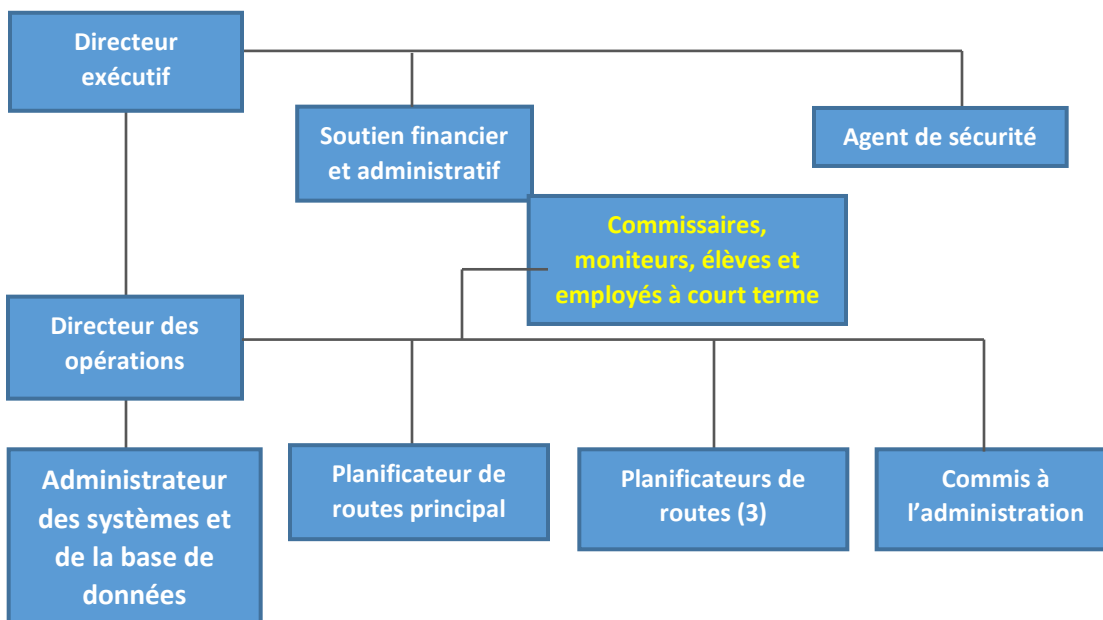 Directeur
exécutif
Soutien financier
et administratif
Agent de sécurité
Commissaires,
moniteurs, élèves et
employés à court terme
Directeur des
opérations
Administrateur
des systèmes et
de la base de
données
Planificateur de
routes principal
Planificateurs de
routes (3)
Commis à
l’administration